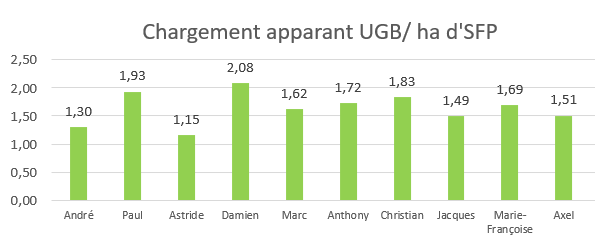 Chargement apparant UGB/ ha d'SFP
2,50
2,00
1,50
1,00
0,50
0,00
1,30
1,93
1,15
2,08
1,62
1,72
1,83
1,49
1,69
1,51
André
Paul
Astride
Damien
Marc
Anthony
Christian
Jacques
Marie-
Françoise
Axel